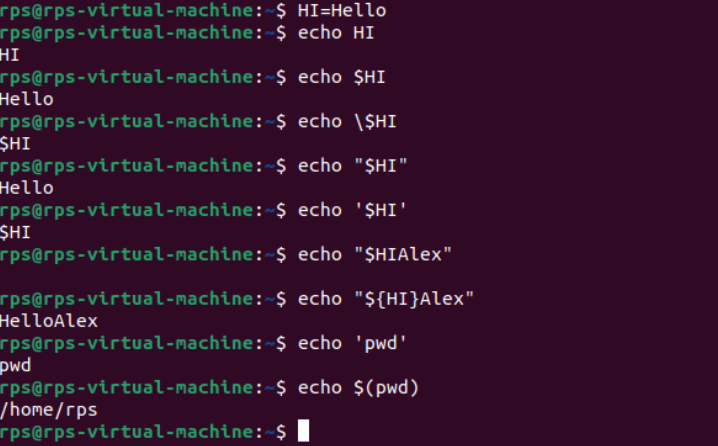 rps@rps-virtual-machine:~$ HI=Hello
rps@rps-virtual-machine:~$ echo HI
HI
rps@rps-virtual-machine:~$ echo $HI
Hello
rps@rps-virtual-machine:~$ echo \$HI
$HI
rps@rps-virtual-machine:~$ echo "$HI"
Hello
rps@rps-virtual-machine:~$ echo '$HI'
$HI
rps@rps-virtual-machine:~$ echo "$HIAlex"

rps@rps-virtual-machine:~$ echo "${HI}Alex"
HelloAlex
rps@rps-virtual-machine:~$ echo 'pwd'
pwd
rps@rps-virtual-machine:~$ echo $(pwd)
/home/rps
rps@rps-virtual-machine:~$